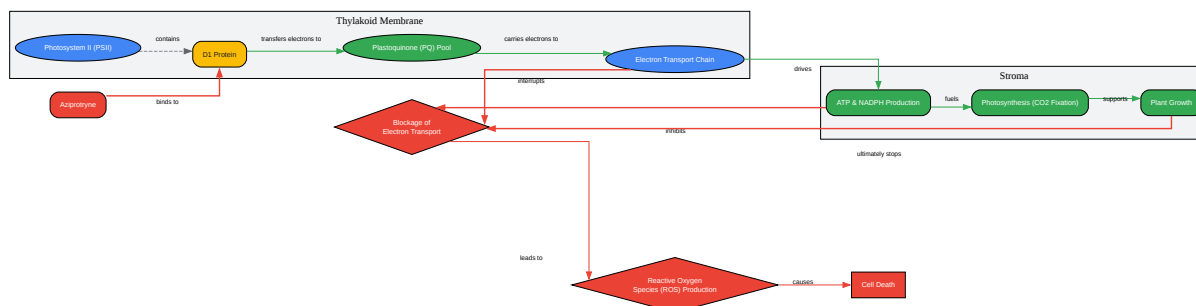 Thylakoid Membrane
Photosystem II (PSII)
contains
D1 Protein
transfers electrons to
Plastoquinone (PQ) Pool
carries electrons to
Electron Transport Chain
drives
interrupts
Stroma
Aziprotryne
binds to
ATP & NADPH Production
fuels
Photosynthesis (CO2 Fixation)
supports
Plant Growth
Blockage of
Electron Transport
inhibits
ultimately stops
leads to
Reactive Oxygen
Species (ROS) Production
causes
Cell Death